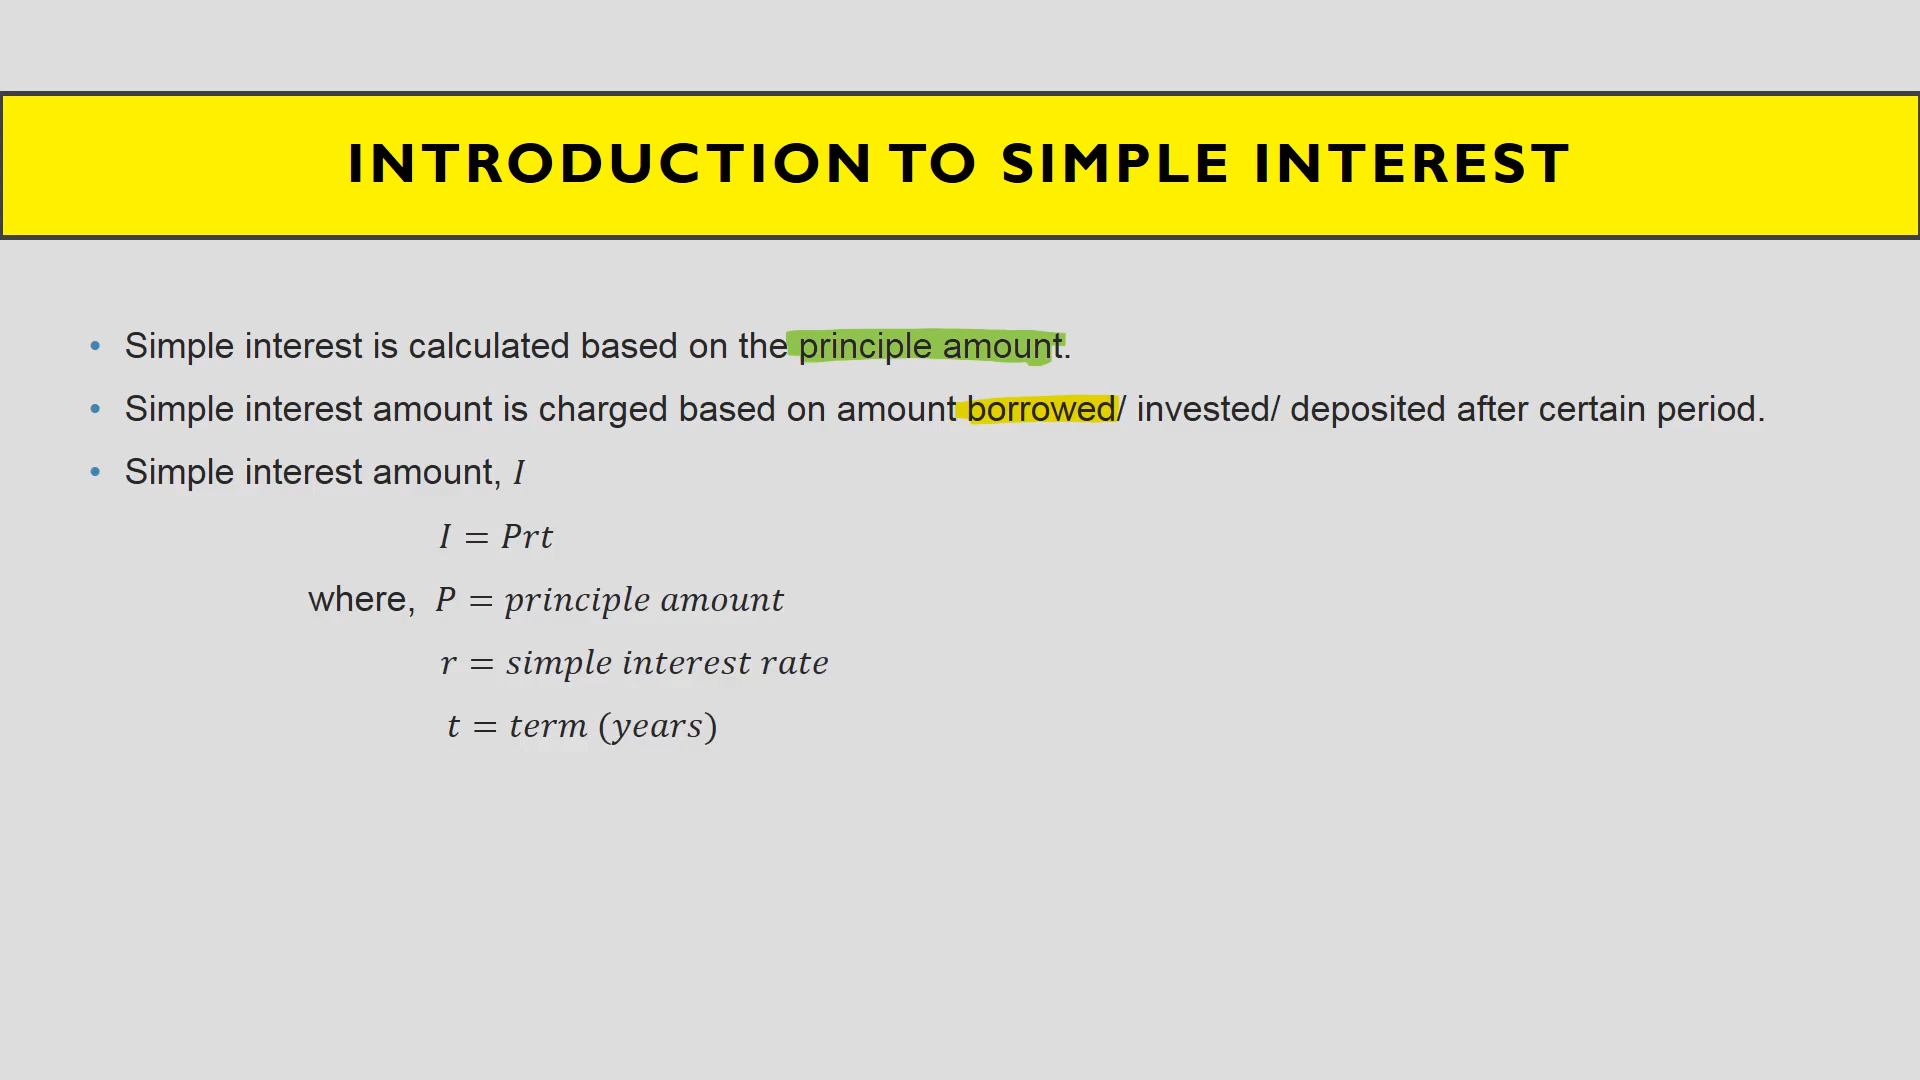 INTRODUCTION TO SIMPLE INTEREST
• Simple interest is calculated based on the principle amount.
• Simple interest amount is charged based on amount borrowed/ invested/ deposited after certain period.
• Simple interest amount, I
I = Prt
where, P = principle amount
r = simple interest rate
t = term (years)